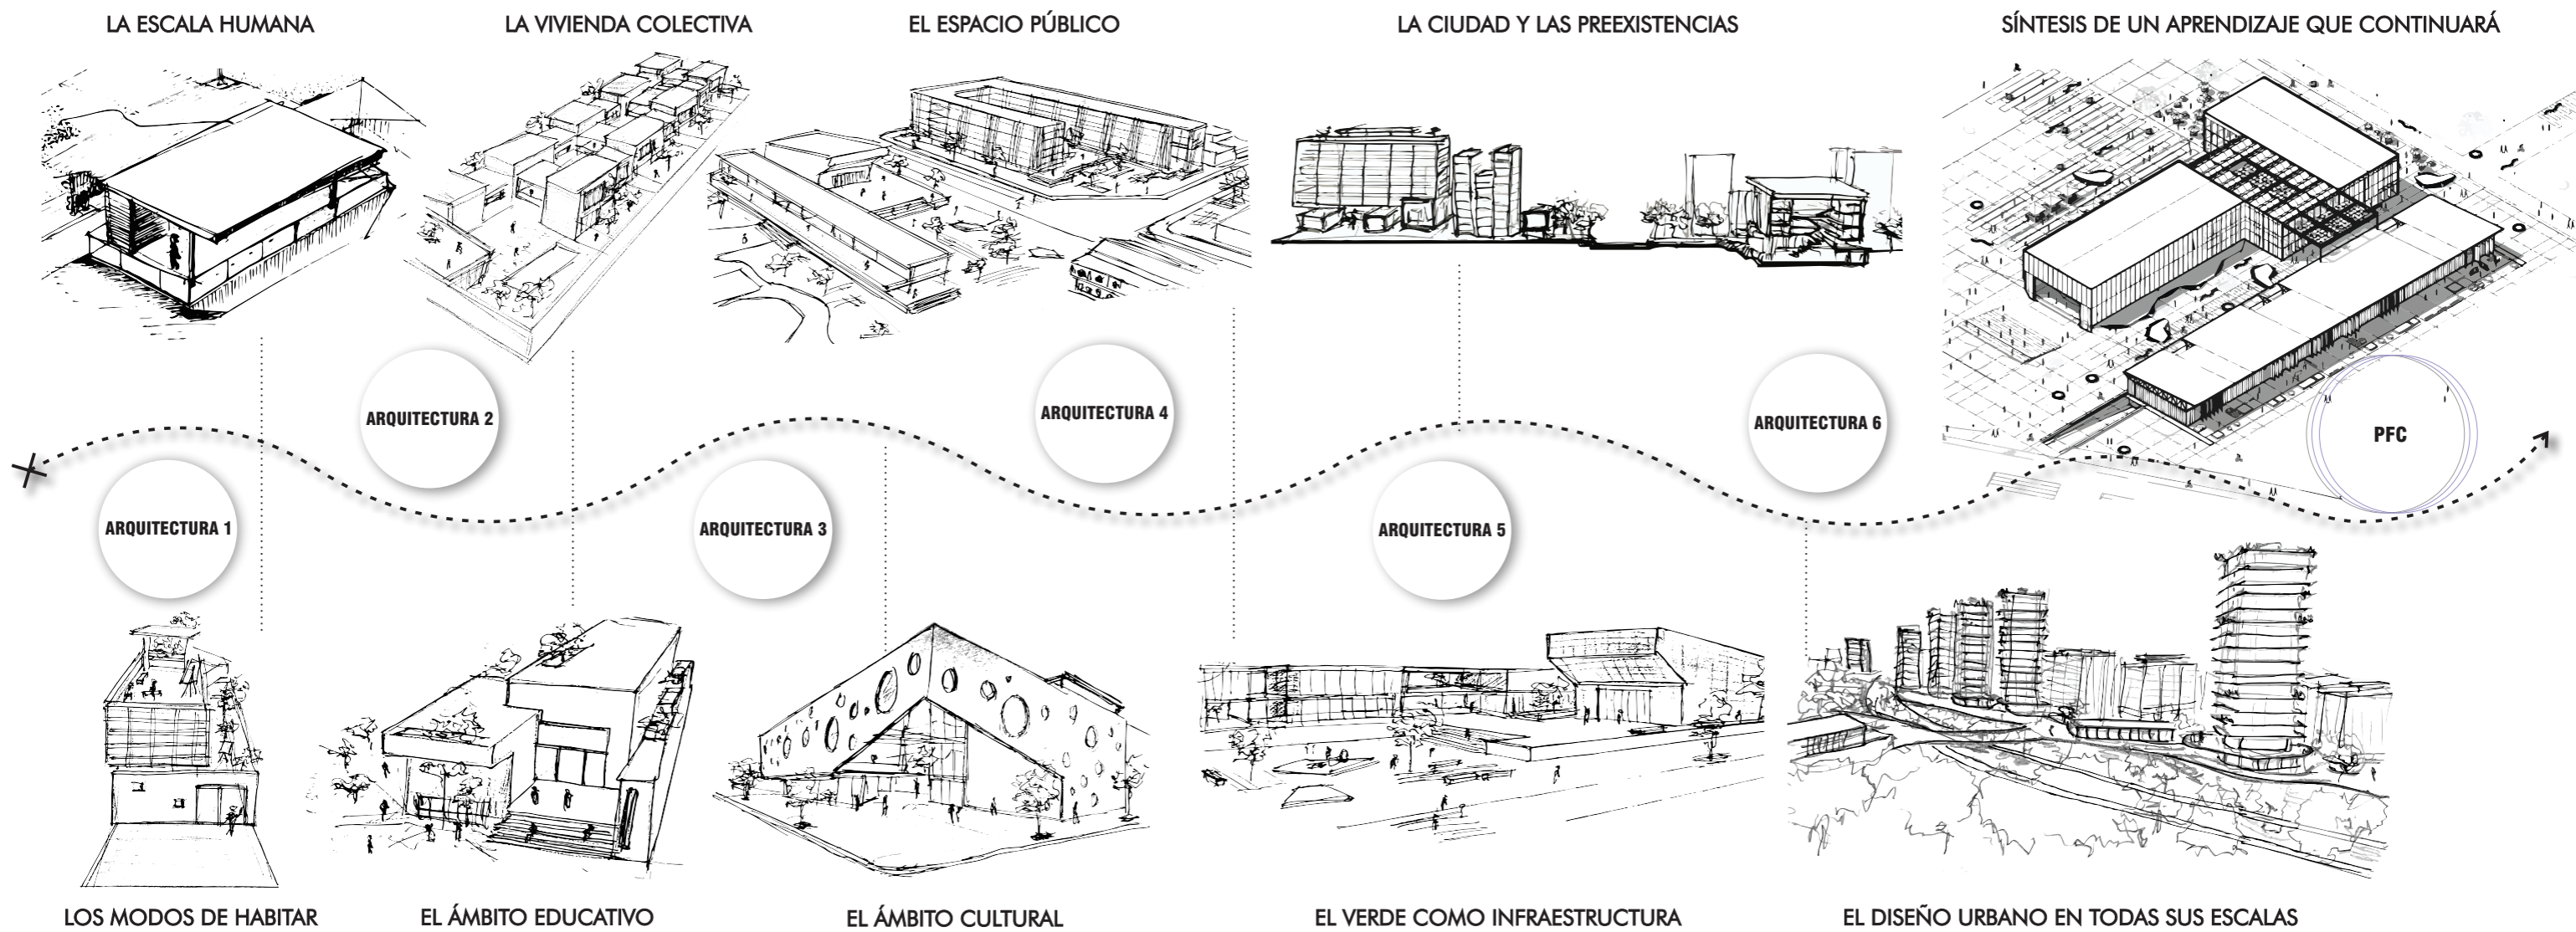 LA ESCALA HUMANA
LA VIVIENDA COLECTIVA
EL ESPACIO PÚBLICO
LA CIUDAD Y LAS PREEXISTENCIAS
SÍNTESIS DE UN APRENDIZAJE QUE CONTINUARÁ
ARQUITECTURA 1
ARQUITECTURA 2
ARQUITECTURA 3
ARQUITECTURA 4
ARQUITECTURA 5
ARQUITECTURA 6
PFC
LOS MODOS DE HABITAR
EL ÁMBITO EDUCATIVO
EL ÁMBITO CULTURAL
EL VERDE COMO INFRAESTRUCTURA
EL DISEÑO URBANO EN TODAS SUS ESCALAS